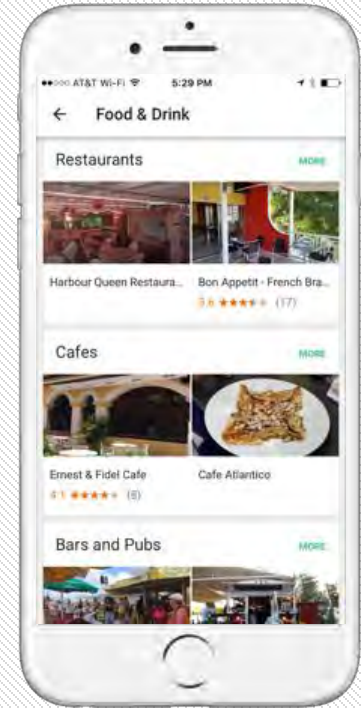 AT&T Wi-Fi 5:29 PM
← Food & Drink
Restaurants MORE
Harbour Queen Restaura... Bon Appetit - French Bra...
3.6 (17)
Cafes MORE
Ernest & Fidel Cafe Cafe Atlantico
4.1 (8)
Bars and Pubs MORE